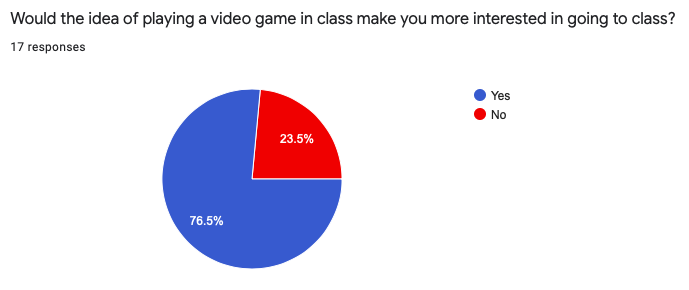 Would the idea of playing a video game in class make you more interested in going to class?
17 responses
Yes
No
23.5%
76.5%